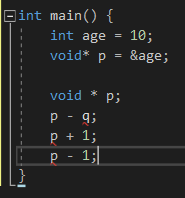 int main() {
int age = 10;
void* p = &age;
void * p;
p - q;
p + 1;
p - 1;
}